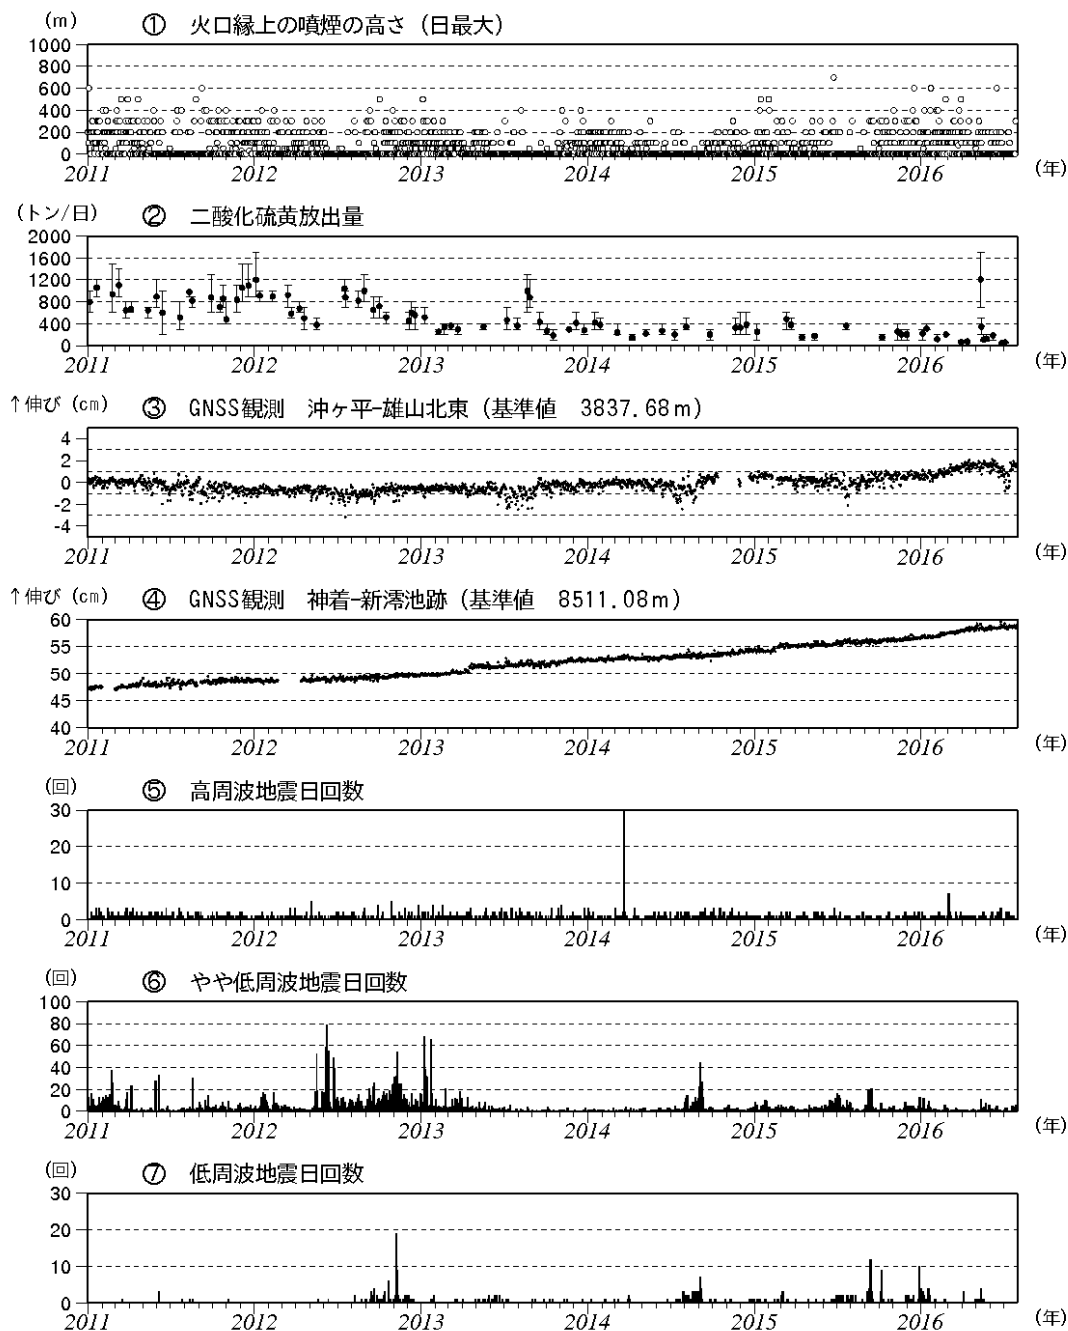 (m) ① 火口縁上の噴煙の高さ（日最大）
1000
800
600
400
200
0
2011 2012 2013 2014 2015 2016 (年)
(トン/日) ② 二酸化硫黄放出量
2000
1600
1200
800
400
0
2011 2012 2013 2014 2015 2016 (年)
↑伸び (cm) ③ GNSS観測 沖ヶ平-雄山北東（基準値 3837.68m）
4
2
0
-2
-4
2011 2012 2013 2014 2015 2016 (年)
↑伸び (cm) ④ GNSS観測 神着-新澪池跡（基準値 8511.08m）
60
55
50
45
40
2011 2012 2013 2014 2015 2016 (年)
(回) ⑤ 高周波地震日回数
30
20
10
0
2011 2012 2013 2014 2015 2016 (年)
(回) ⑥ やや低周波地震日回数
100
80
60
40
20
0
2011 2012 2013 2014 2015 2016 (年)
(回) ⑦ 低周波地震日回数
30
20
10
0
2011 2012 2013 2014 2015 2016 (年)